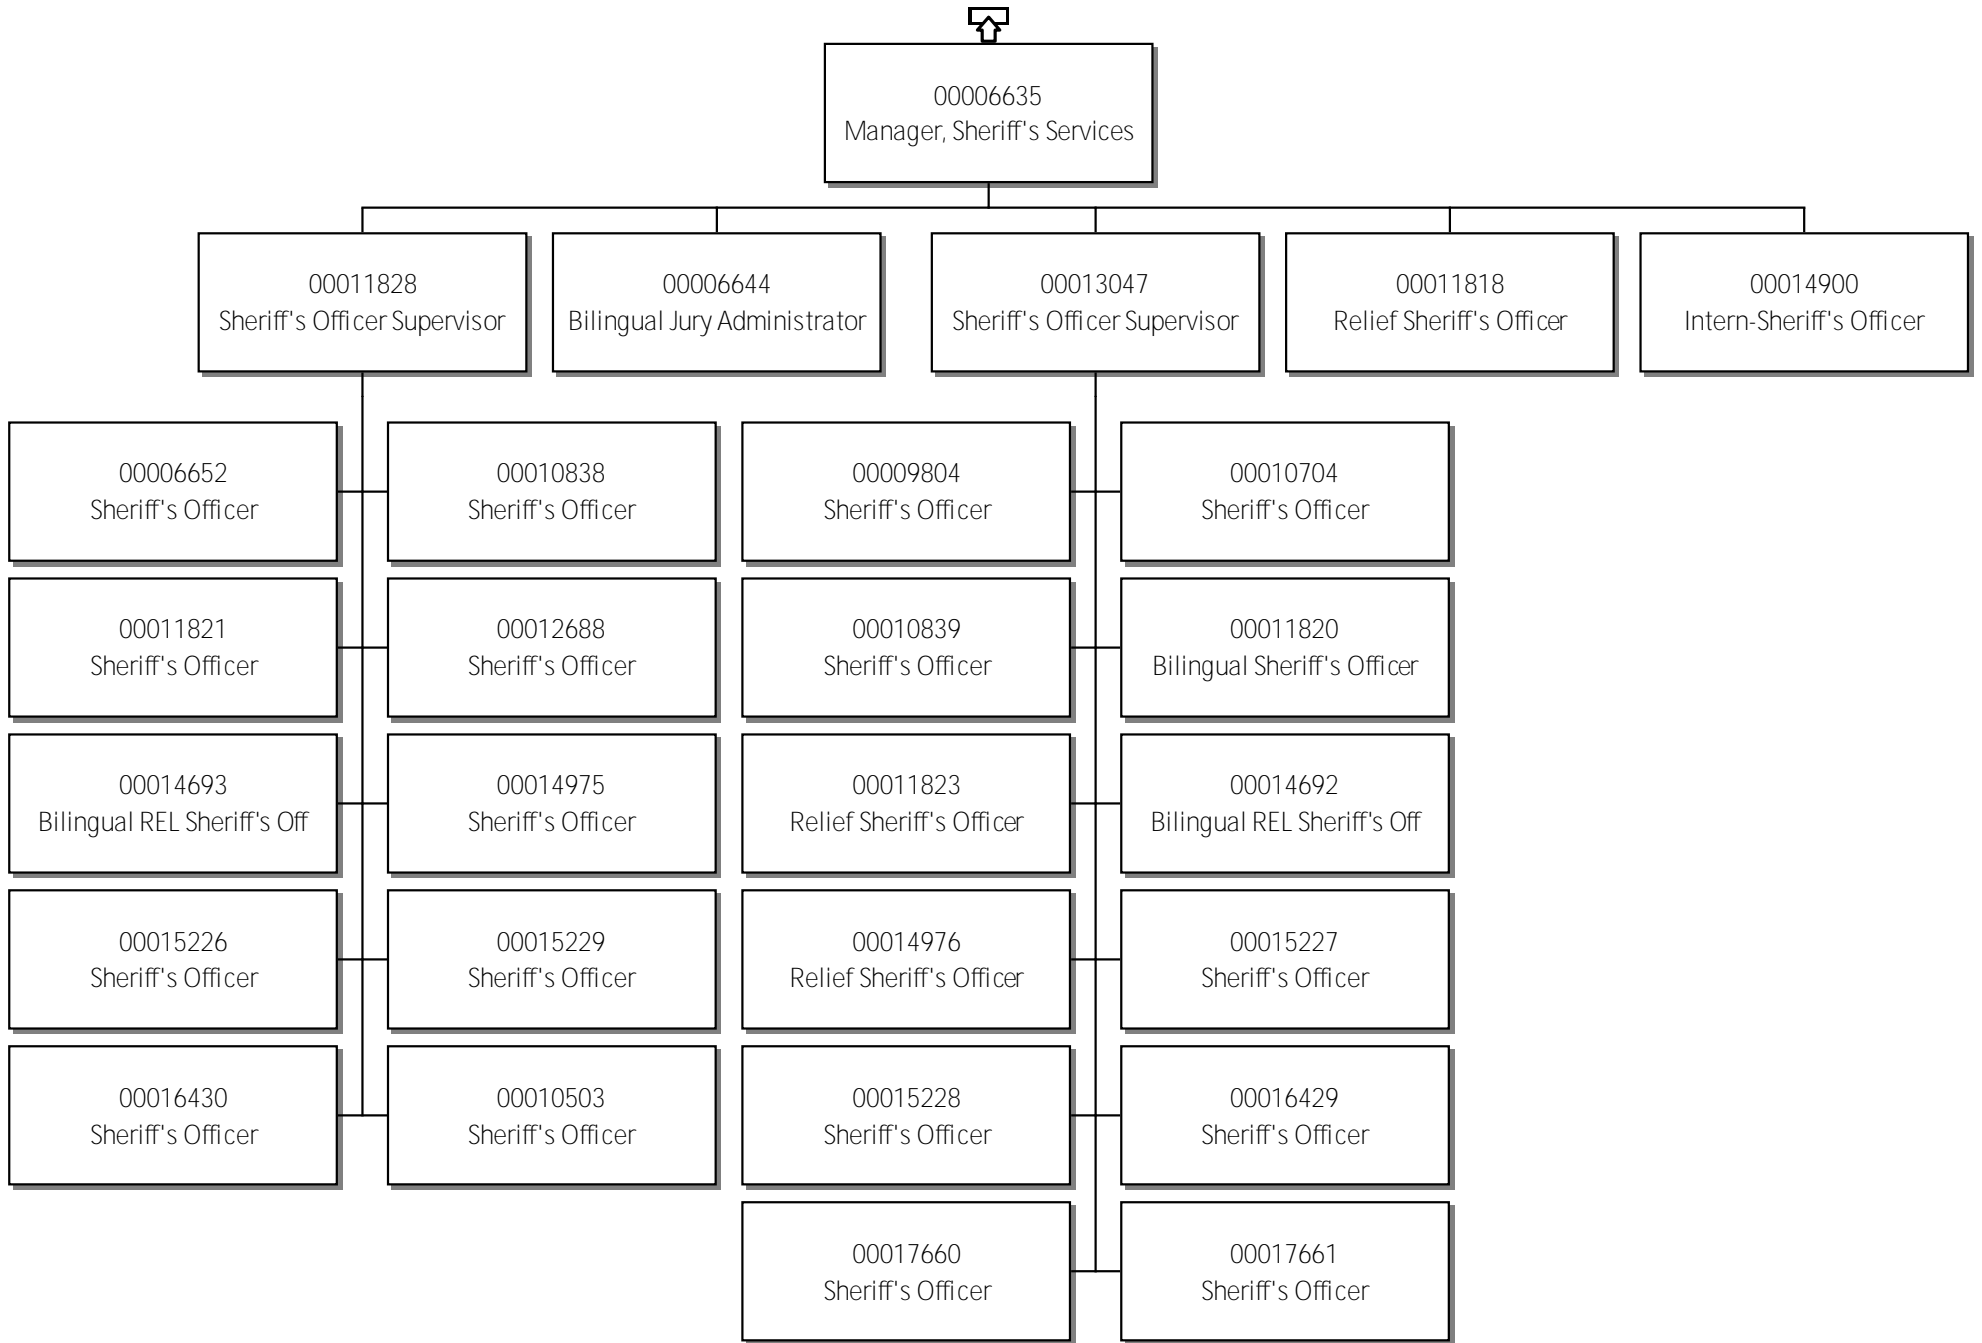 00006635
Manager, Sheriff's Services
00011828
Sheriff's Officer Supervisor
00006644
Bilingual Jury Administrator
00013047
Sheriff's Officer Supervisor
00011818
Relief Sheriff's Officer
00014900
Intern-Sheriff's Officer
00006652
Sheriff's Officer
00010838
Sheriff's Officer
00009804
Sheriff's Officer
00010704
Sheriff's Officer
00011821
Sheriff's Officer
00012688
Sheriff's Officer
00010839
Sheriff's Officer
00011820
Bilingual Sheriff's Officer
00014693
Bilingual REL Sheriff's Off
00014975
Sheriff's Officer
00011823
Relief Sheriff's Officer
00014692
Bilingual REL Sheriff's Off
00015226
Sheriff's Officer
00015229
Sheriff's Officer
00014976
Relief Sheriff's Officer
00015227
Sheriff's Officer
00016430
Sheriff's Officer
00010503
Sheriff's Officer
00015228
Sheriff's Officer
00016429
Sheriff's Officer
00017660
Sheriff's Officer
00017661
Sheriff's Officer